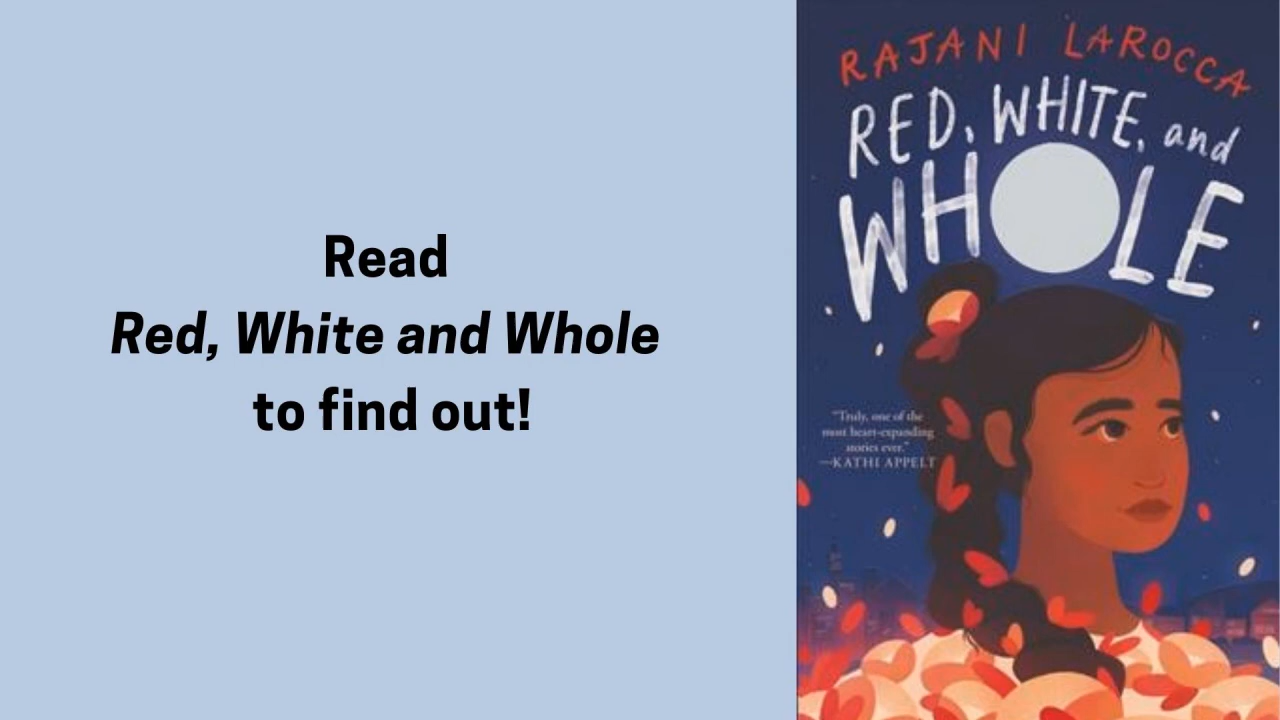 Read
Red, White and Whole
to find out!
RAJANI LAROCCA
RED, WHITE, and
WHOLE
"Truly, one of the
most heart-expanding
stories ever."
—KATHI APPELT